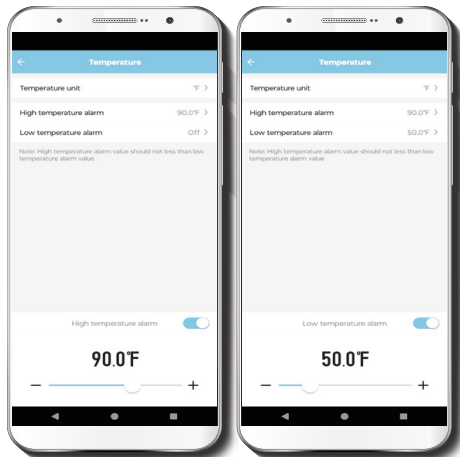 Temperature
Temperature unit °F >
High temperature alarm 90.0°F >
Low temperature alarm Off >
Note: High temperature alarm value should not less than low
temperature alarm value
High temperature alarm
90.0°F
− +
Temperature
Temperature unit °F >
High temperature alarm 90.0°F >
Low temperature alarm 50.0°F >
Note: High temperature alarm value should not less than low
temperature alarm value
Low temperature alarm
50.0°F
− +